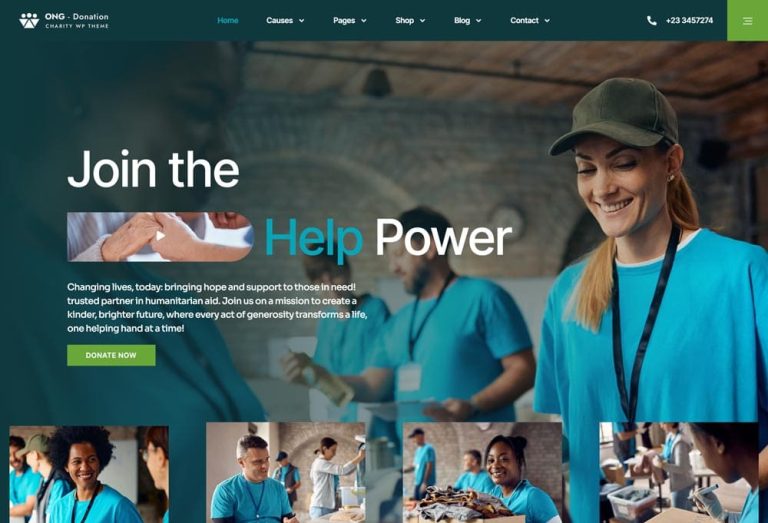 ONG - Donation
CHARITY WP THEME
Home Causes Pages Shop Blog Contact
+23 3457274
Join the
Help Power
Changing lives, today: bringing hope and support to those in need!
trusted partner in humanitarian aid. Join us on a mission to create a
kinder, brighter future, where every act of generosity transforms a life,
one helping hand at a time!
DONATE NOW